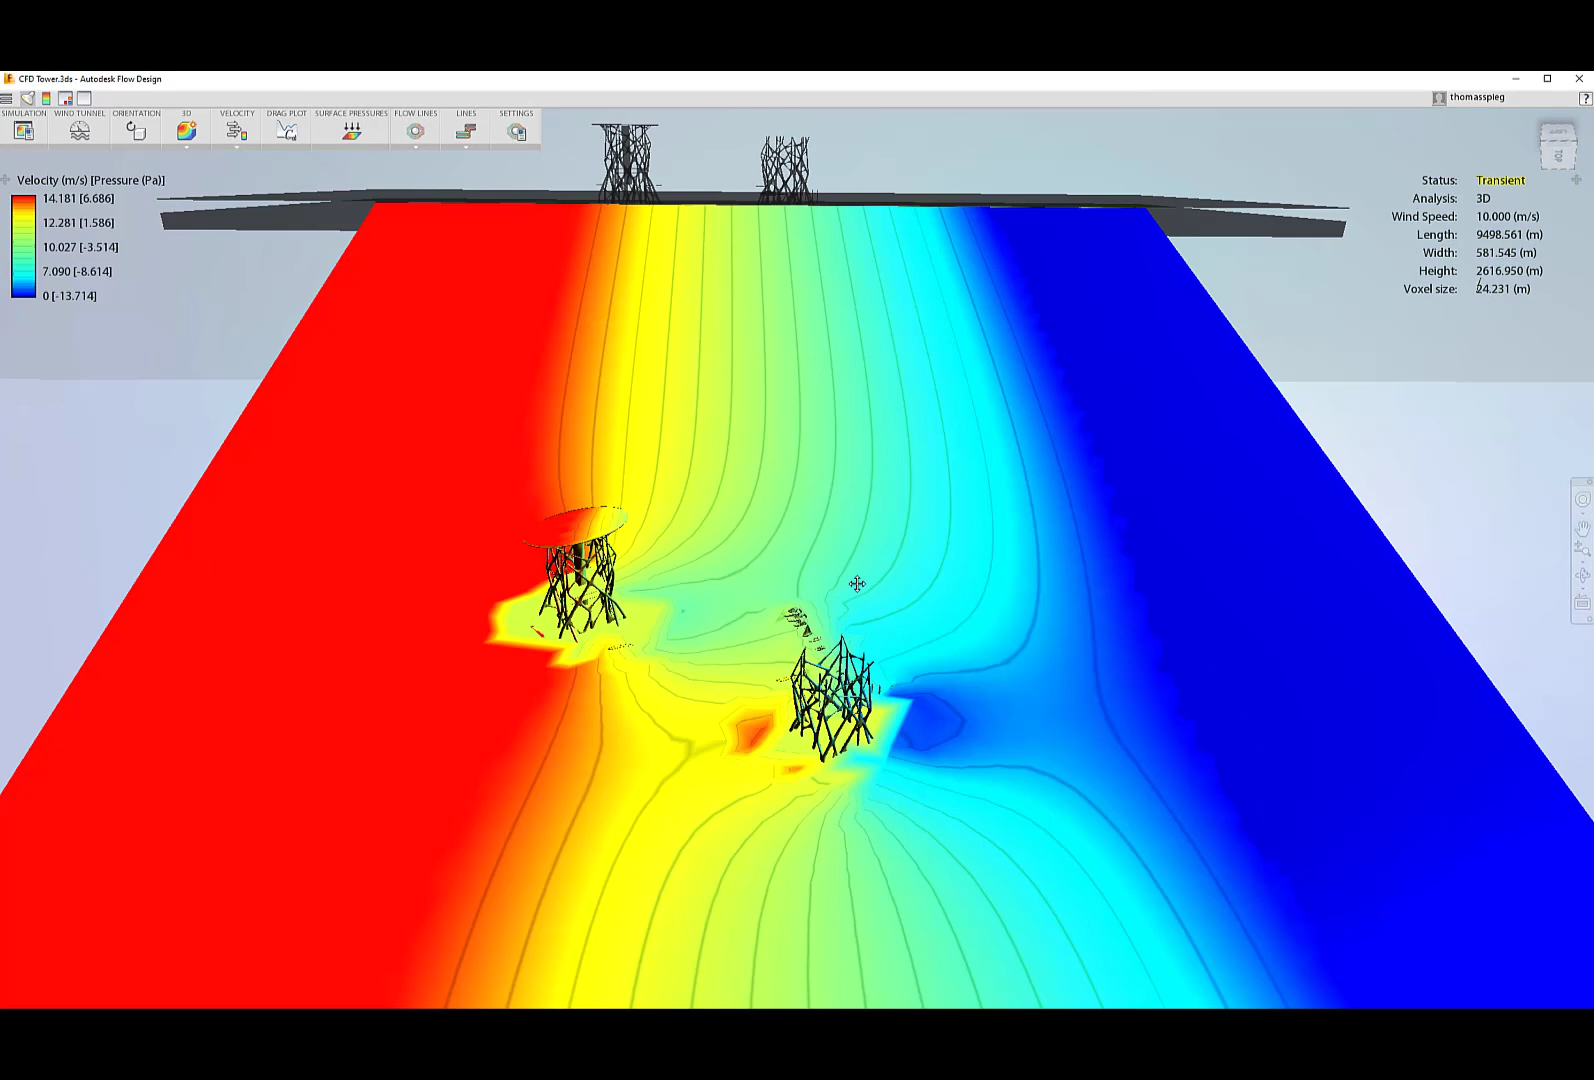 CFD Tower.3ds - Autodesk Flow Design
thomasspieg
?
SIMULATION WIND TUNNEL ORIENTATION 3D VELOCITY DRAG PLOT SURFACE PRESSURES FLOW LINES LINES SETTINGS
TOP
Velocity (m/s) [Pressure (Pa)]
14.181 [6.686]
12.281 [1.586]
10.027 [-3.514]
7.090 [-8.614]
0 [-13.714]
Status: Transient
Analysis: 3D
Wind Speed: 10.000 (m/s)
Length: 9498.561 (m)
Width: 581.545 (m)
Height: 2616.950 (m)
Voxel size: 24.231 (m)